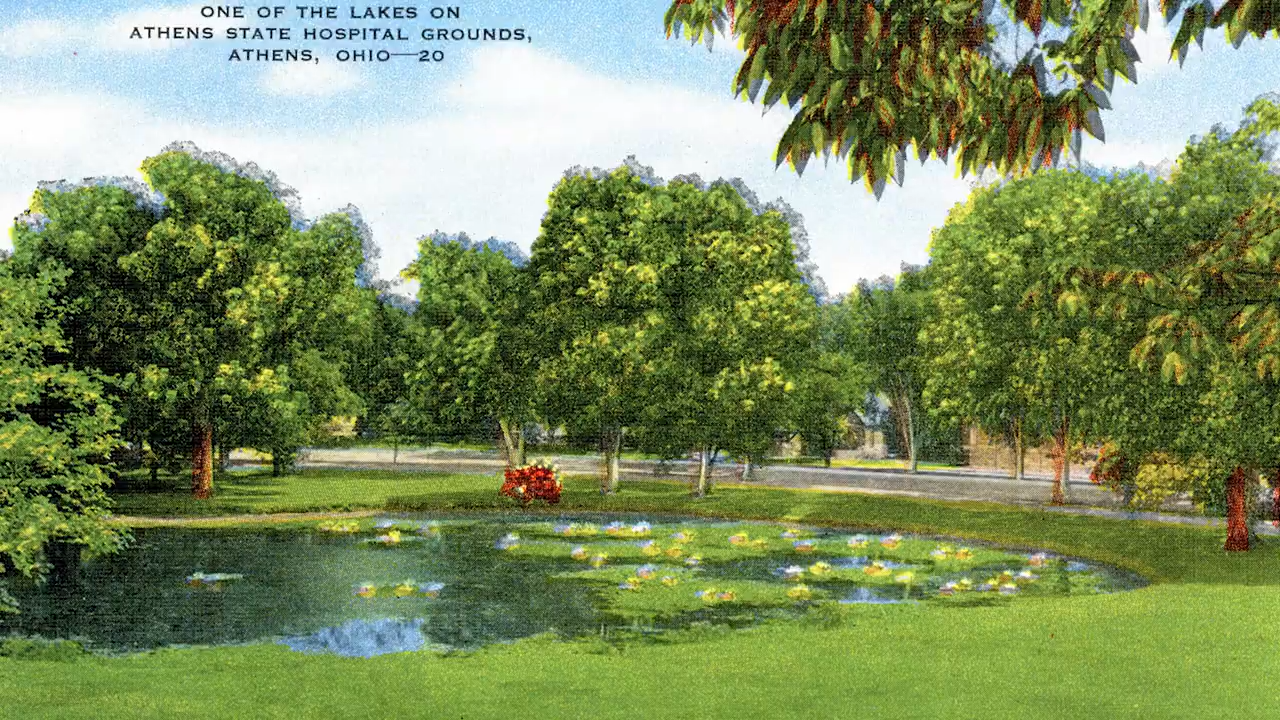 ONE OF THE LAKES ON
ATHENS STATE HOSPITAL GROUNDS,
ATHENS, OHIO—20